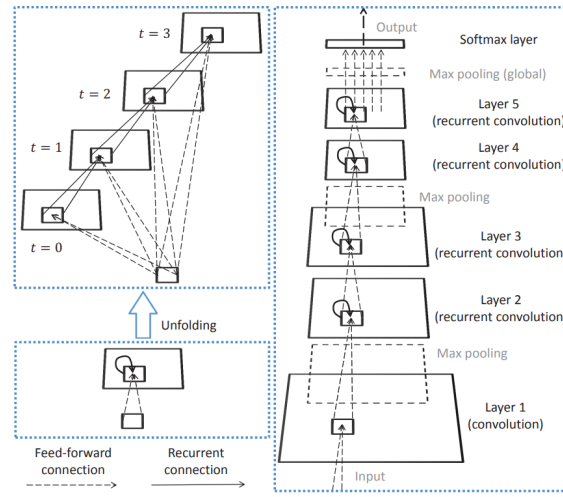 t = 3
t = 2
t = 1
t = 0
Unfolding
Feed-forward
connection
Recurrent
connection
Output
Softmax layer
Max pooling (global)
Layer 5
(recurrent convolution)
Layer 4
(recurrent convolution)
Max pooling
Layer 3
(recurrent convolution)
Layer 2
(recurrent convolution
Max pooling
Layer 1
(convolution)
Input